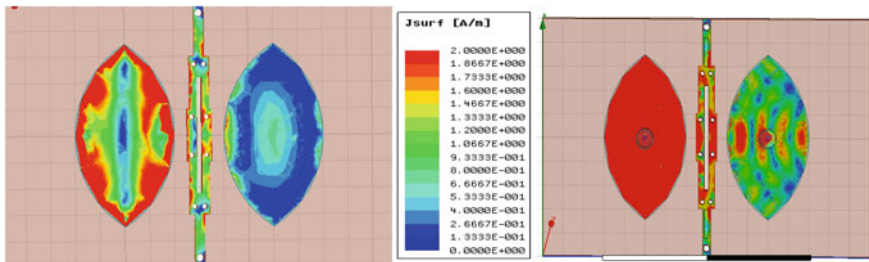 Jsurf [A/m]
2.0000E+000
1.8667E+000
1.7333E+000
1.6000E+000
1.4667E+000
1.3333E+000
1.2000E+000
1.0667E+000
9.3333E-001
8.0000E-001
6.6667E-001
5.3333E-001
4.0000E-001
2.6667E-001
1.3333E-001
0.0000E+000